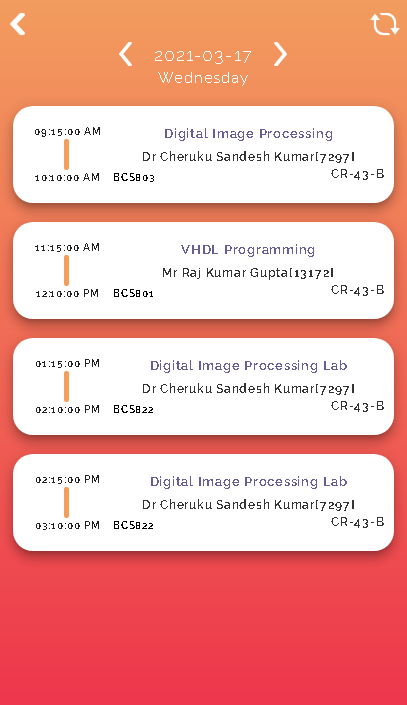 2021-03-17
Wednesday
09:15:00 AM
Digital Image Processing
Dr Cheruku Sandesh Kumar[7297]
10:10:00 AM BCS803
CR-43-B
11:15:00 AM
VHDL Programming
Mr Raj Kumar Gupta[13172]
12:10:00 PM BCS801
CR-43-B
01:15:00 PM
Digital Image Processing Lab
Dr Cheruku Sandesh Kumar[7297]
02:10:00 PM BCS822
CR-43-B
02:15:00 PM
Digital Image Processing Lab
Dr Cheruku Sandesh Kumar[7297]
03:10:00 PM BCS822
CR-43-B